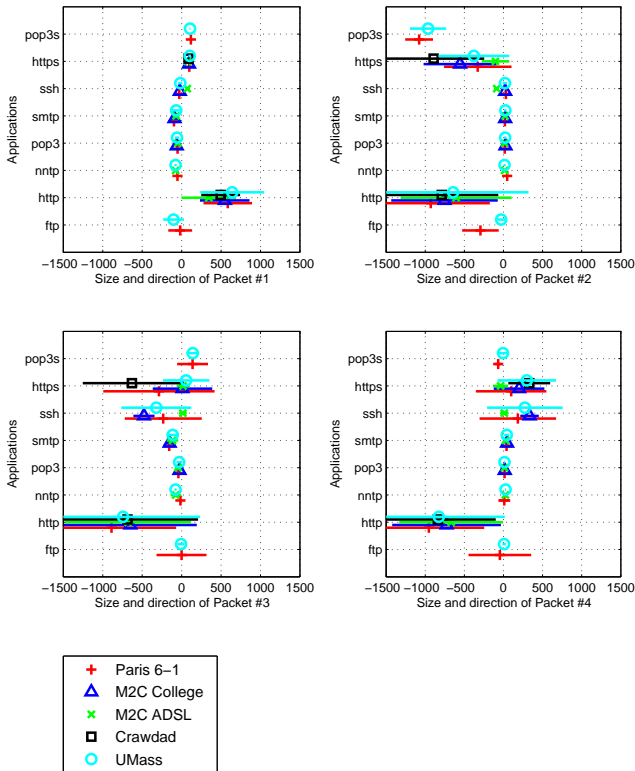 pop3s
https
ssh
smtp
pop3
nntp
http
ftp
Applications
−1500 −1000 −500 0 500 1000 1500
Size and direction of Packet #1
pop3s
https
ssh
smtp
pop3
nntp
http
ftp
Applications
−1500 −1000 −500 0 500 1000 1500
Size and direction of Packet #2
pop3s
https
ssh
smtp
pop3
nntp
http
ftp
Applications
−1500 −1000 −500 0 500 1000 1500
Size and direction of Packet #3
pop3s
https
ssh
smtp
pop3
nntp
http
ftp
Applications
−1500 −1000 −500 0 500 1000 1500
Size and direction of Packet #4
Paris 6−1
M2C College
M2C ADSL
Crawdad
UMass